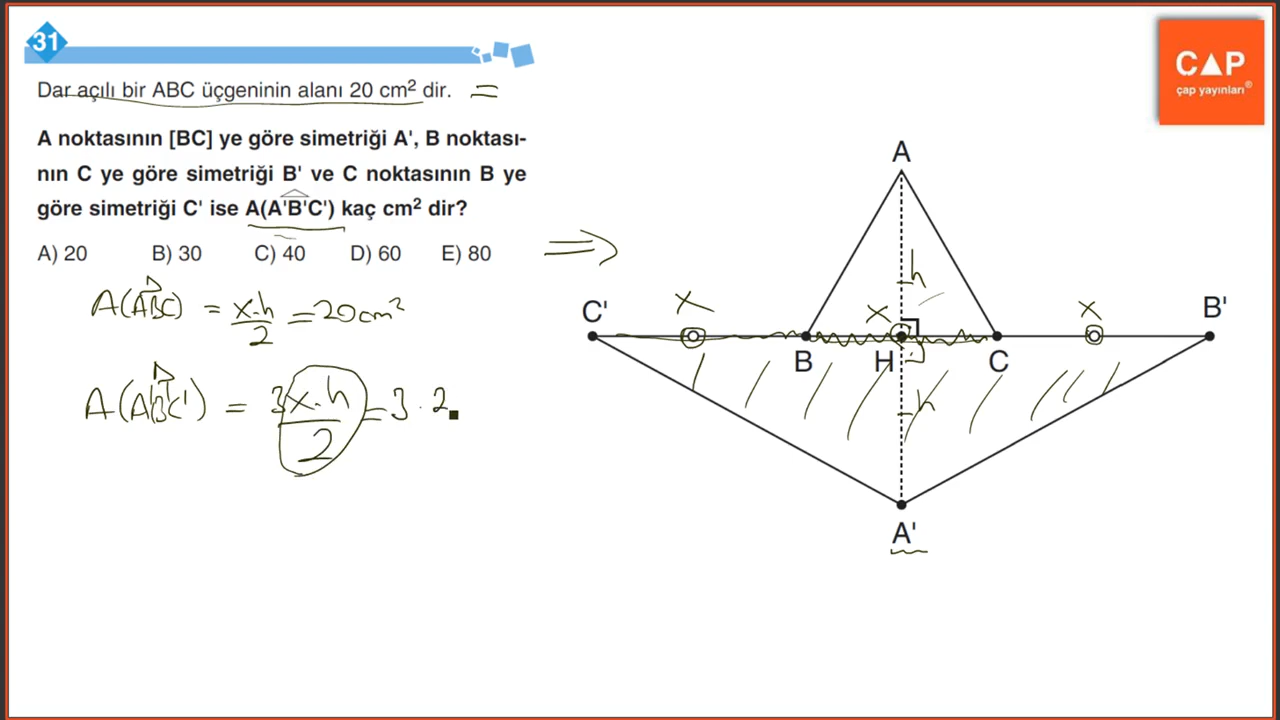 31
Dar açılı bir ABC üçgeninin alanı 20 cm² dir. =
A noktasının [BC] ye göre simetriği A', B noktası-
nın C ye göre simetriği B' ve C noktasının B ye
göre simetriği C' ise A(A'B'C') kaç cm² dir?
A) 20 B) 30 C) 40 D) 60 E) 80
A(ABC) = x.h/2 = 20cm²
A(A'B'C') = 3x.h/2 = 3.2
ÇAP
çap yayınları®
A
h
C' x B x H C x B'
h
A'